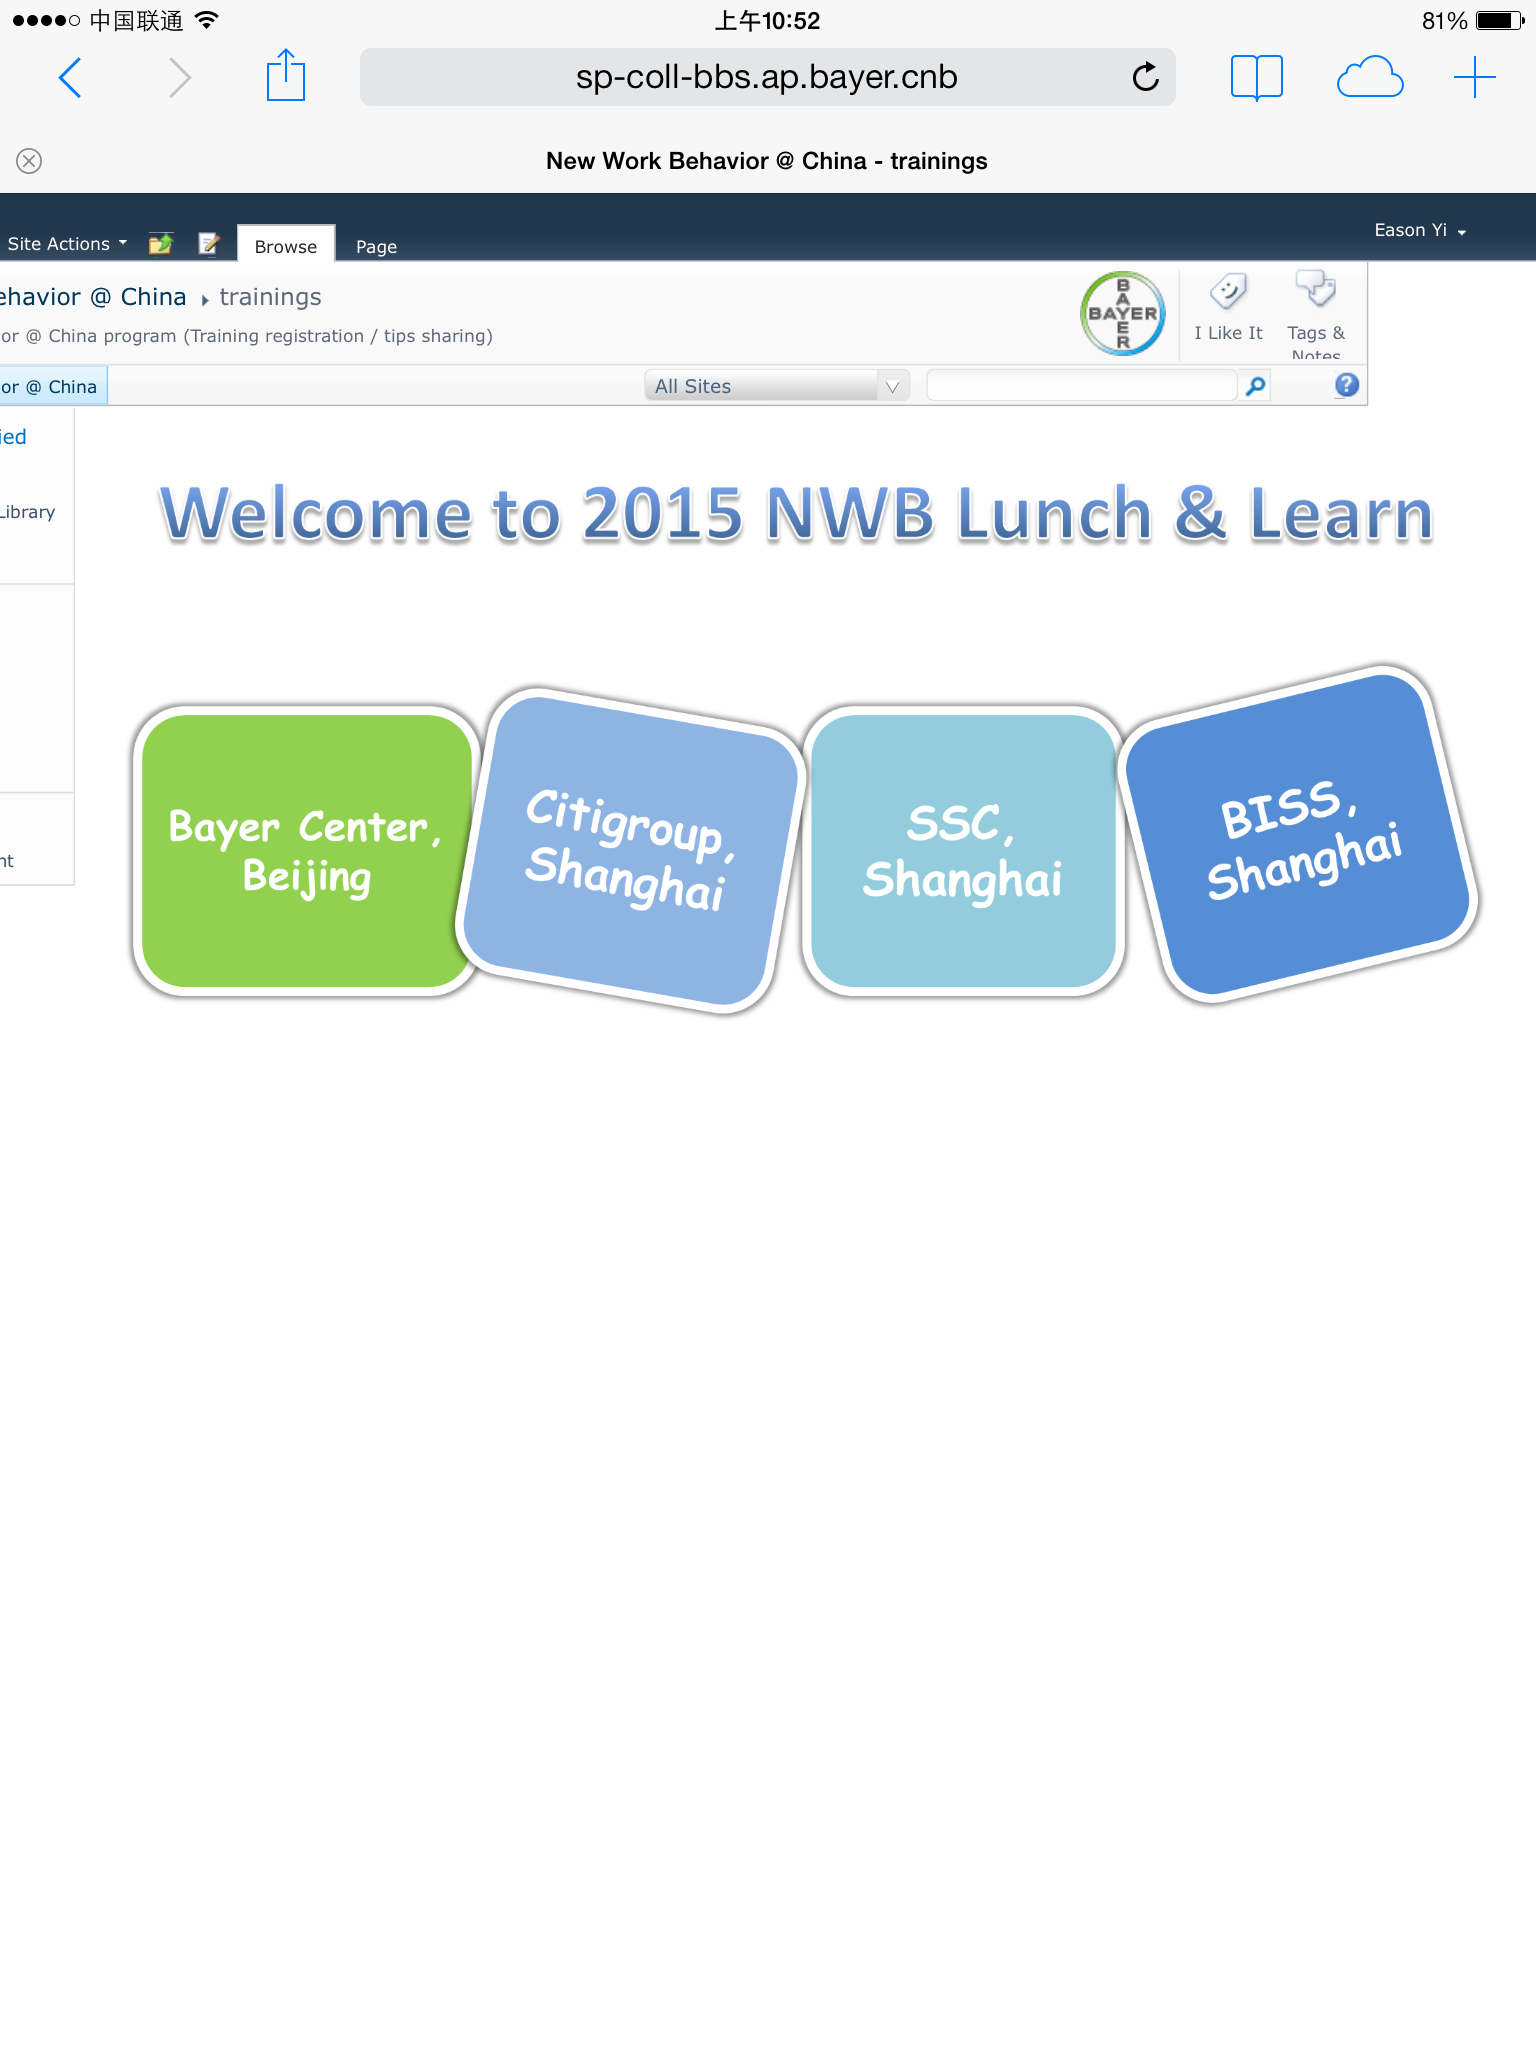 中国联通
上午10:52
81%
sp-coll-bbs.ap.bayer.cnb
New Work Behavior @ China - trainings
Site Actions
Browse
Page
Eason Yi
ehavior @ China ▸ trainings
or @ China program (Training registration / tips sharing)
BAYER
BAYER
I Like It
Tags &
Notes
or @ China
All Sites
ied
Library
nt
Welcome to 2015 NWB Lunch & Learn
Bayer Center,
Beijing
Citigroup,
Shanghai
SSC,
Shanghai
BISS,
Shanghai